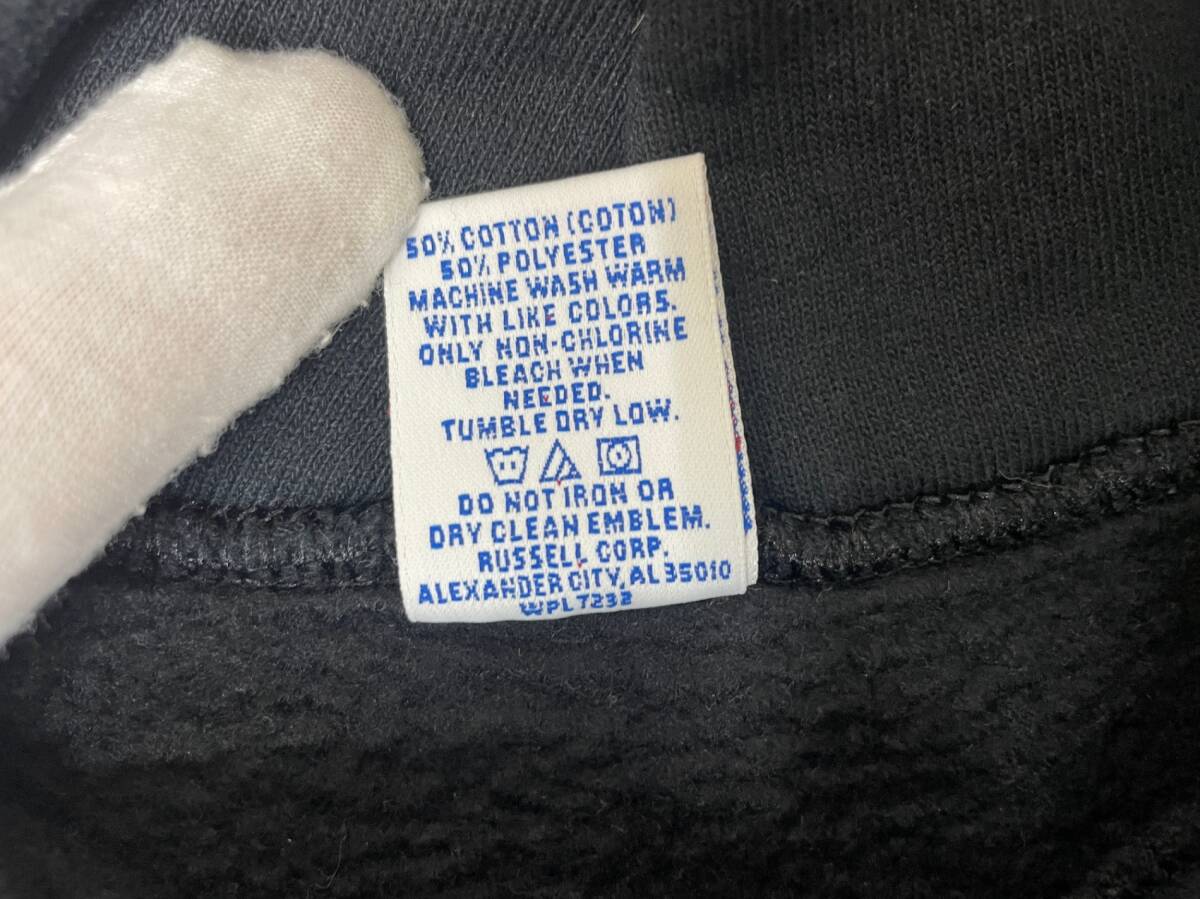 50% COTTON (COTON)
50% POLYESTER
MACHINE WASH WARM
WITH LIKE COLORS.
ONLY NON-CHLORINE
BLEACH WHEN
NEEDED.
TUMBLE DRY LOW.
DO NOT IRON OR
DRY CLEAN EMBLEM.
RUSSELL CORP.
ALEXANDER CITY, AL 35010
WPL 7232